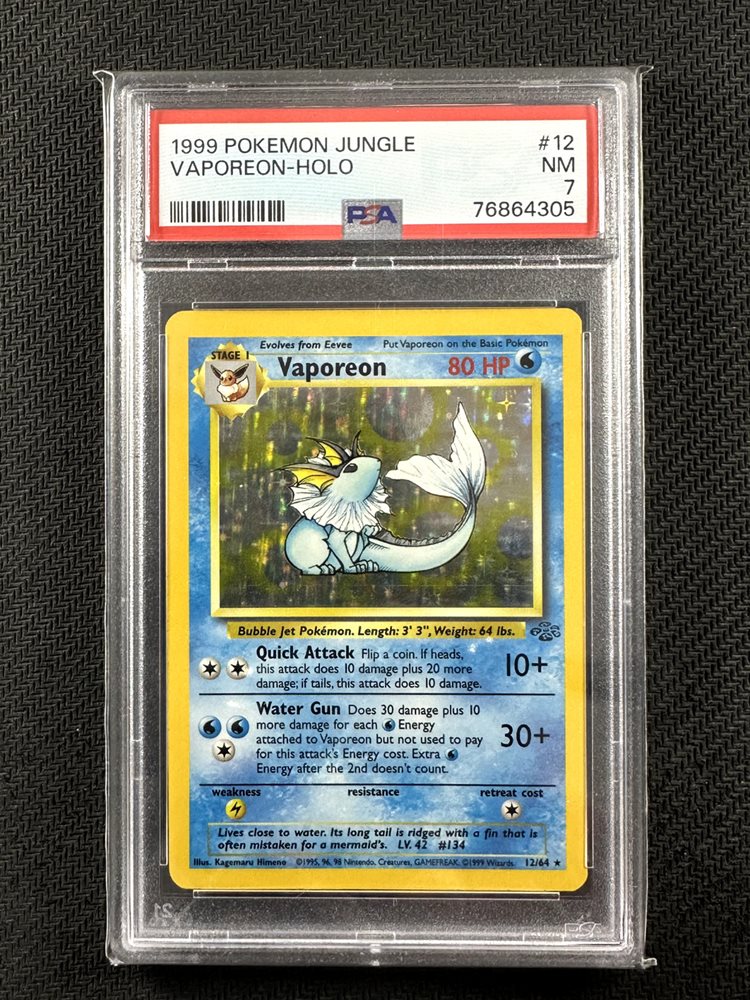 1999 POKEMON JUNGLE #12
VAPOREON-HOLO NM
7
PSA 76864305
Evolves from Eevee Put Vaporeon on the Basic Pokémon
STAGE 1
Vaporeon 80 HP
Bubble Jet Pokémon. Length: 3' 3", Weight: 64 lbs.
Quick Attack Flip a coin. If heads,
this attack does 10 damage plus 20 more
damage; if tails, this attack does 10 damage.
10+
Water Gun Does 30 damage plus 10
more damage for each Energy
attached to Vaporeon but not used to pay
for this attack's Energy cost. Extra
Energy after the 2nd doesn't count.
30+
weakness resistance retreat cost
Lives close to water. Its long tail is ridged with a fin that is
often mistaken for a mermaid's. LV. 42 #134
Illus. Kagemaru Himeno ©1995, 96, 98 Nintendo, Creatures, GAMEFREAK. ©1999 Wizards. 12/64 ★